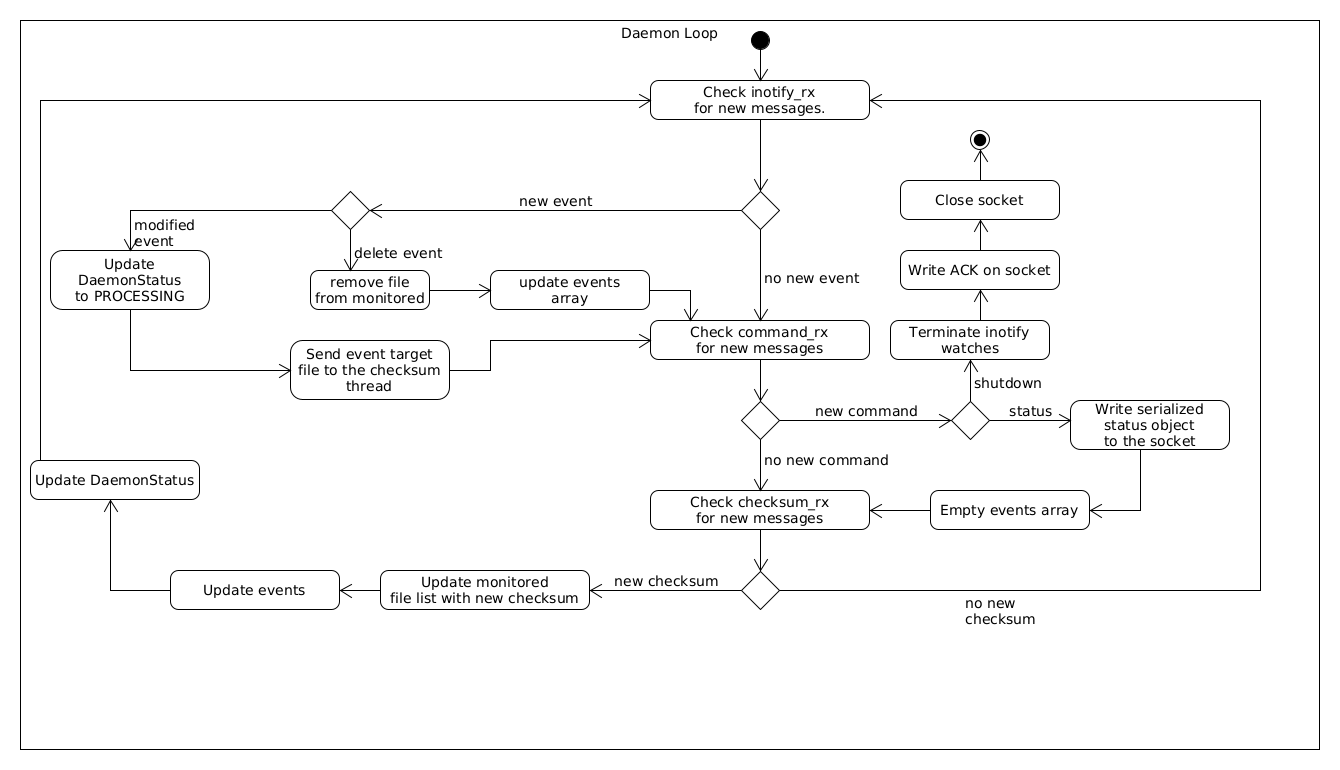 Daemon Loop
Check inotify_rx
for new messages.
Close socket
new event
modified
event
delete event
Write ACK on socket
Update
DaemonStatus
to PROCESSING
remove file
from monitored
update events
array
no new event
Check command_rx
for new messages
Terminate inotify
watches
Send event target
file to the checksum
thread
shutdown
new command
status
Write serialized
status object
to the socket
no new command
Update DaemonStatus
Check checksum_rx
for new messages
Empty events array
Update events
Update monitored
file list with new checksum
new checksum
no new
checksum